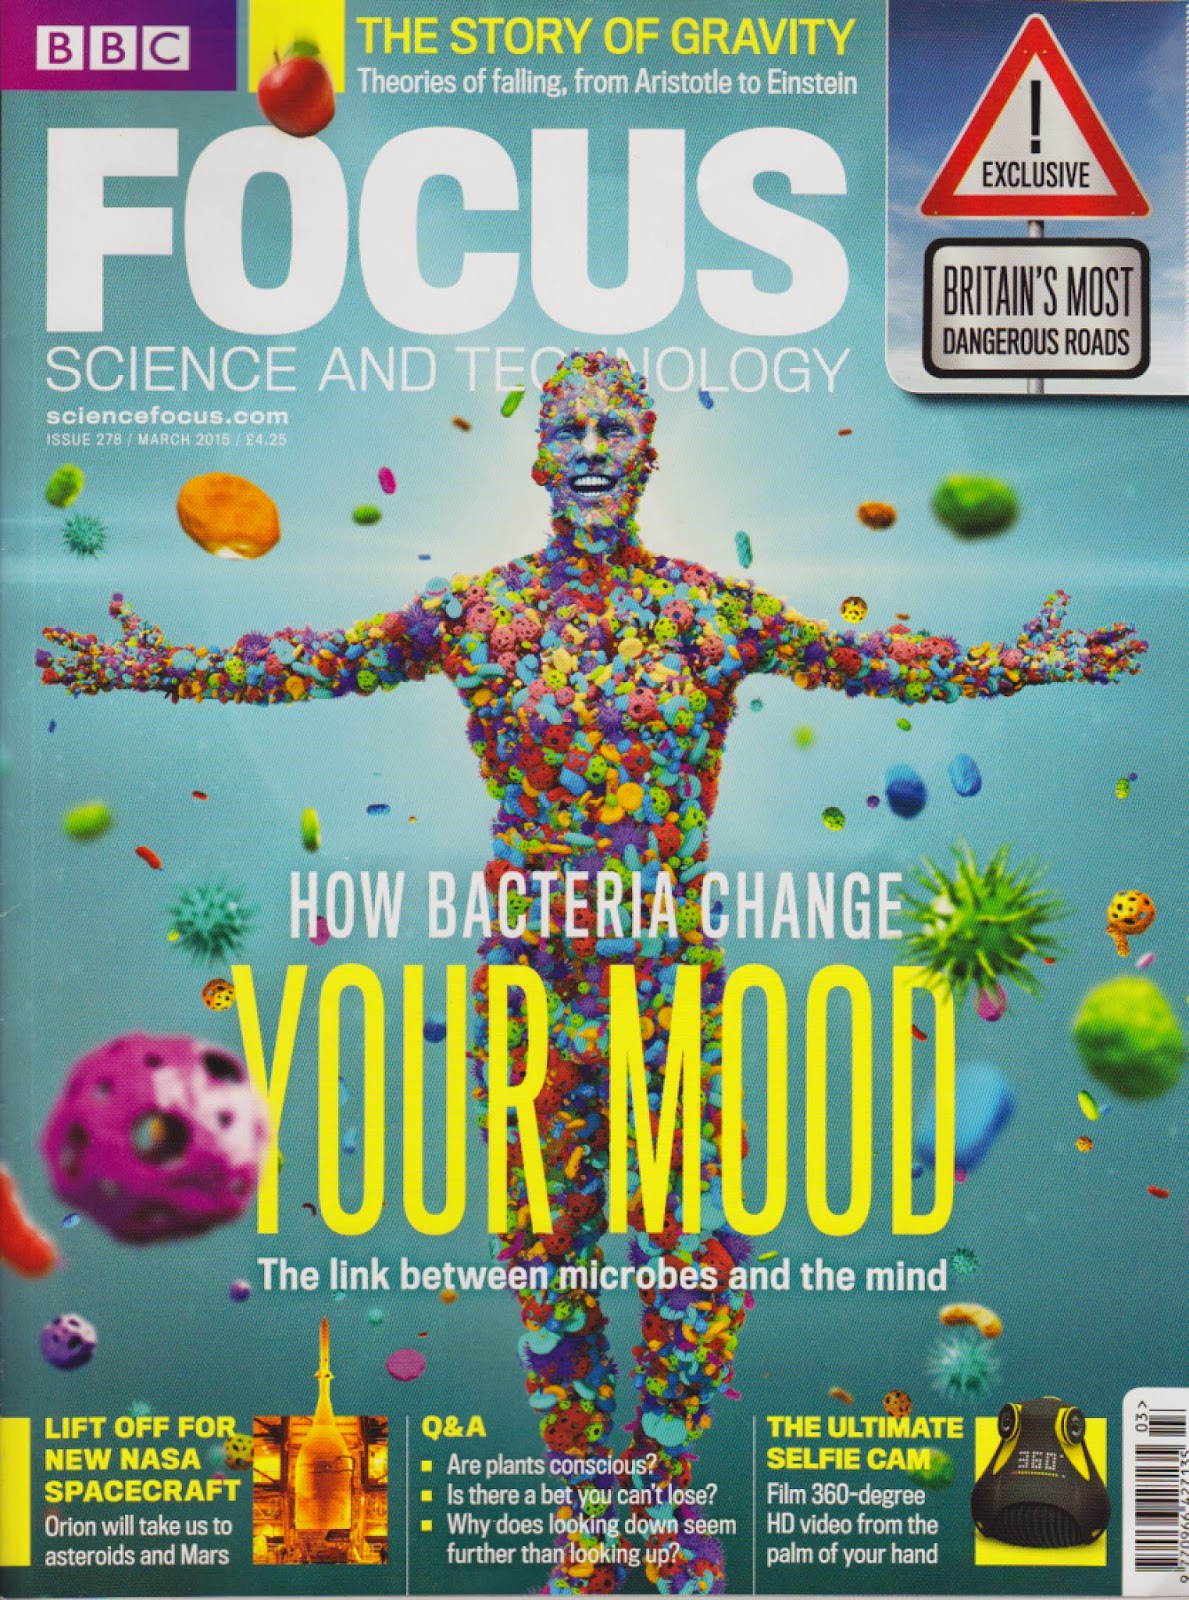 BBC
THE STORY OF GRAVITY
Theories of falling, from Aristotle to Einstein
FOCUS
SCIENCE AND TECHNOLOGY
sciencefocus.com
ISSUE 278 / MARCH 2015 / £4.25
!
EXCLUSIVE
BRITAIN'S MOST
DANGEROUS ROADS
HOW BACTERIA CHANGE
YOUR MOOD
The link between microbes and the mind
LIFT OFF FOR
NEW NASA
SPACECRAFT
Orion will take us to
asteroids and Mars
Q&A
Are plants conscious?
Is there a bet you can't lose?
Why does looking down seem
further than looking up?
THE ULTIMATE
SELFIE CAM
Film 360-degree
HD video from the
palm of your hand
360°
03>
9 770966 427135